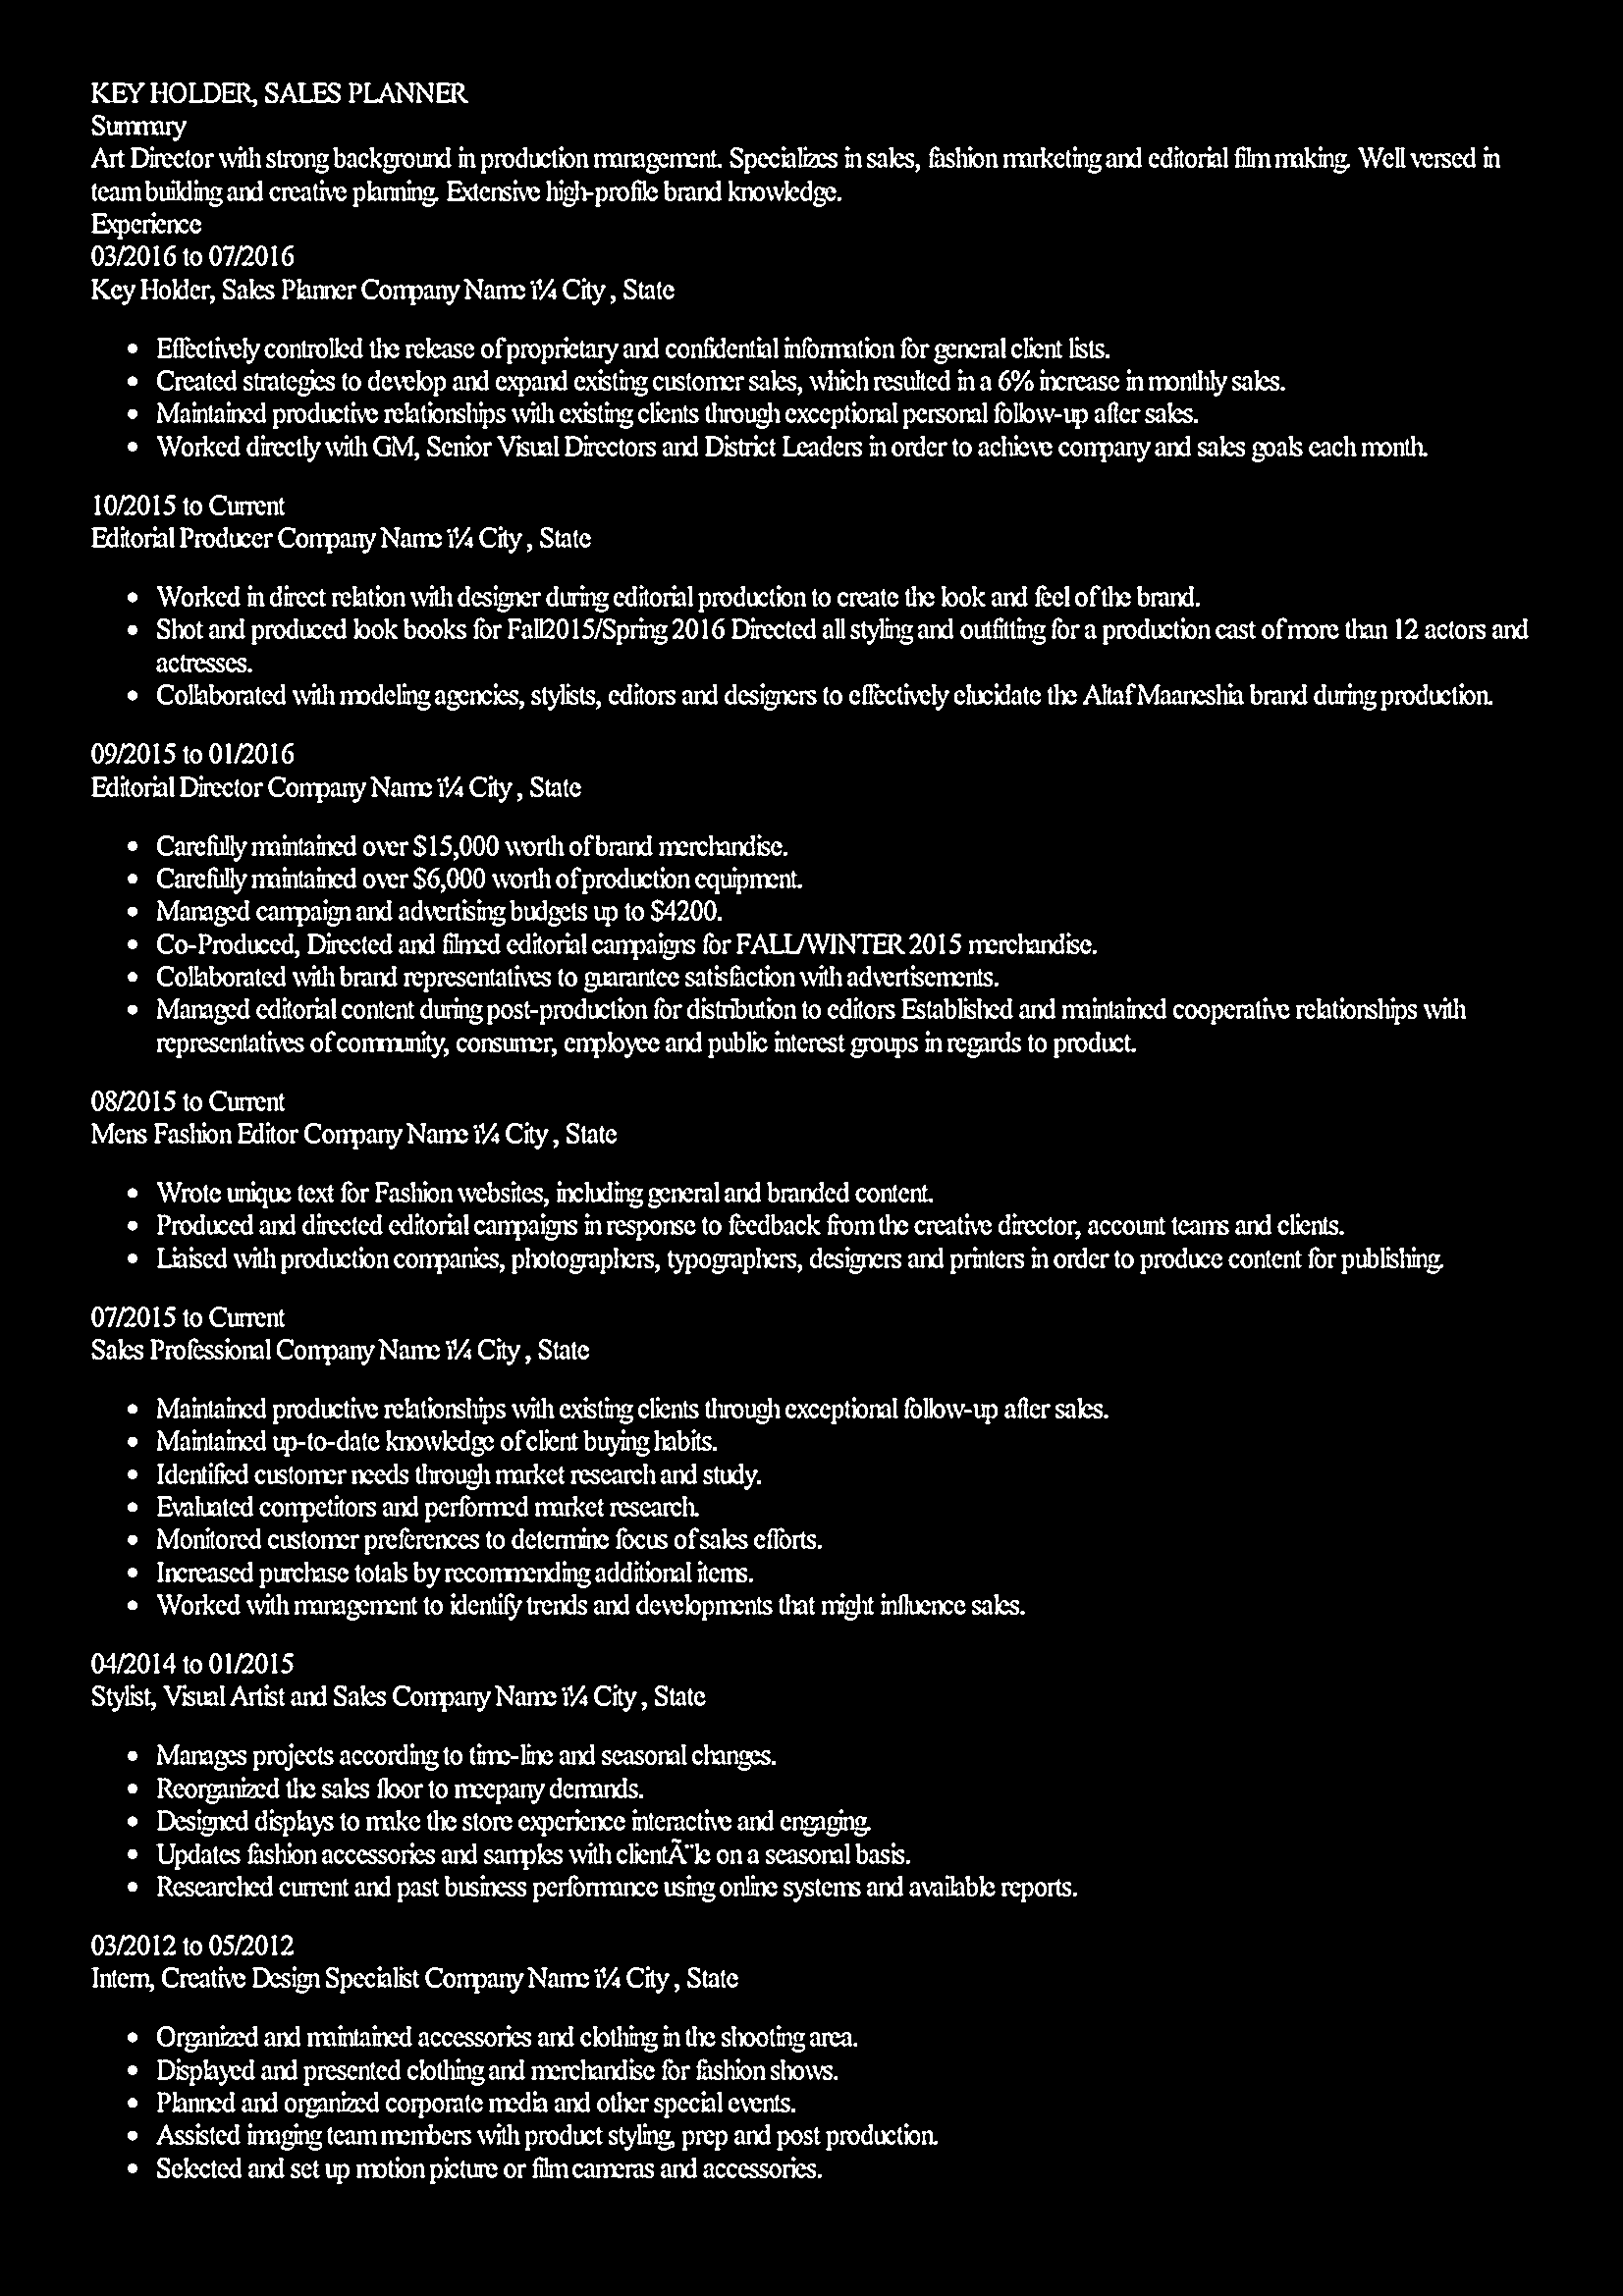 KEY HOLDER, SALES PLANNER
Summary
Art Director with strong background in production management. Specializes in sales, fashion marketing and editorial film making. Well versed in
team building and creative planning. Extensive high-profile brand knowledge.
Experience
03/2016 to 07/2016
Key Holder, Sales Planner Company Name ï¼ City , State
• Effectively controlled the release of proprietary and confidential information for general client lists.
• Created strategies to develop and expand existing customer sales, which resulted in a 6% increase in monthly sales.
• Maintained productive relationships with existing clients through exceptional personal follow-up after sales.
• Worked directly with GM, Senior Visual Directors and District Leaders in order to achieve company and sales goals each month.
10/2015 to Current
Editorial Producer Company Name ï¼ City , State
• Worked in direct relation with designer during editorial production to create the look and feel of the brand.
• Shot and produced look books for Fall2015/Spring 2016 Directed all styling and outfitting for a production cast of more than 12 actors and
actresses.
• Collaborated with modeling agencies, stylists, editors and designers to effectively elucidate the Altaf Maaneshia brand during production.
09/2015 to 01/2016
Editorial Director Company Name ï¼ City , State
• Carefully maintained over $15,000 worth of brand merchandise.
• Carefully maintained over $6,000 worth of production equipment.
• Managed campaign and advertising budgets up to $4200.
• Co-Produced, Directed and filmed editorial campaigns for FALL/WINTER 2015 merchandise.
• Collaborated with brand representatives to guarantee satisfaction with advertisements.
• Managed editorial content during post-production for distribution to editors Established and maintained cooperative relationships with
representatives of community, consumer, employee and public interest groups in regards to product.
08/2015 to Current
Mens Fashion Editor Company Name ï¼ City , State
• Wrote unique text for Fashion websites, including general and branded content.
• Produced and directed editorial campaigns in response to feedback from the creative director, account teams and clients.
• Liaised with production companies, photographers, typographers, designers and printers in order to produce content for publishing.
07/2015 to Current
Sales Professional Company Name ï¼ City , State
• Maintained productive relationships with existing clients through exceptional follow-up after sales.
• Maintained up-to-date knowledge of client buying habits.
• Identified customer needs through market research and study.
• Evaluated competitors and performed market research.
• Monitored customer preferences to determine focus of sales efforts.
• Increased purchase totals by recommending additional items.
• Worked with management to identify trends and developments that might influence sales.
04/2014 to 01/2015
Stylist, Visual Artist and Sales Company Name ï¼ City , State
• Manages projects according to time-line and seasonal changes.
• Reorganized the sales floor to meepany demands.
• Designed displays to make the store experience interactive and engaging.
• Updates fashion accessories and samples with clientÃ¨le on a seasonal basis.
• Researched current and past business performance using online systems and available reports.
03/2012 to 05/2012
Intern, Creative Design Specialist Company Name ï¼ City , State
• Organized and maintained accessories and clothing in the shooting area.
• Displayed and presented clothing and merchandise for fashion shows.
• Planned and organized corporate media and other special events.
• Assisted imaging team members with product styling, prep and post production.
• Selected and set up motion picture or film cameras and accessories.